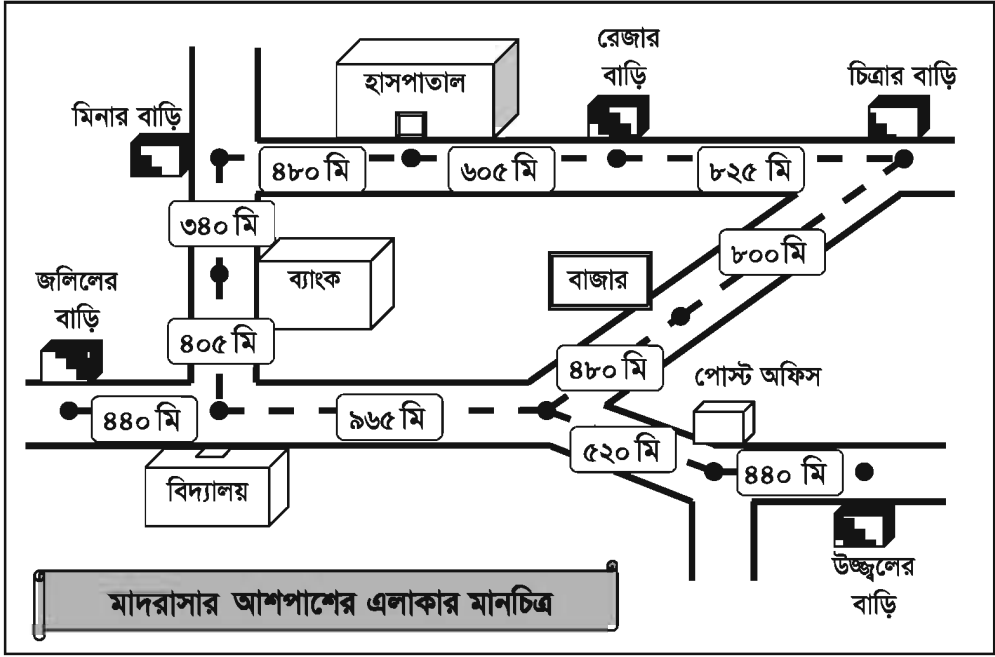 রেজার
বাড়ি
চিত্রার বাড়ি
হাসপাতাল
মিনার বাড়ি
৪৮০ মি
৬০৫ মি
৮২৫ মি
৩৪০ মি
৮০০ মি
ব্যাংক
বাজার
জলিলের
বাড়ি
৪০৫ মি
৪৮০ মি
পোস্ট অফিস
৪৪০ মি
৯৬৫ মি
৫২০ মি
৪৪০ মি
বিদ্যালয়
উজ্জ্বলের
বাড়ি
মাদরাসার আশপাশের এলাকার মানচিত্র